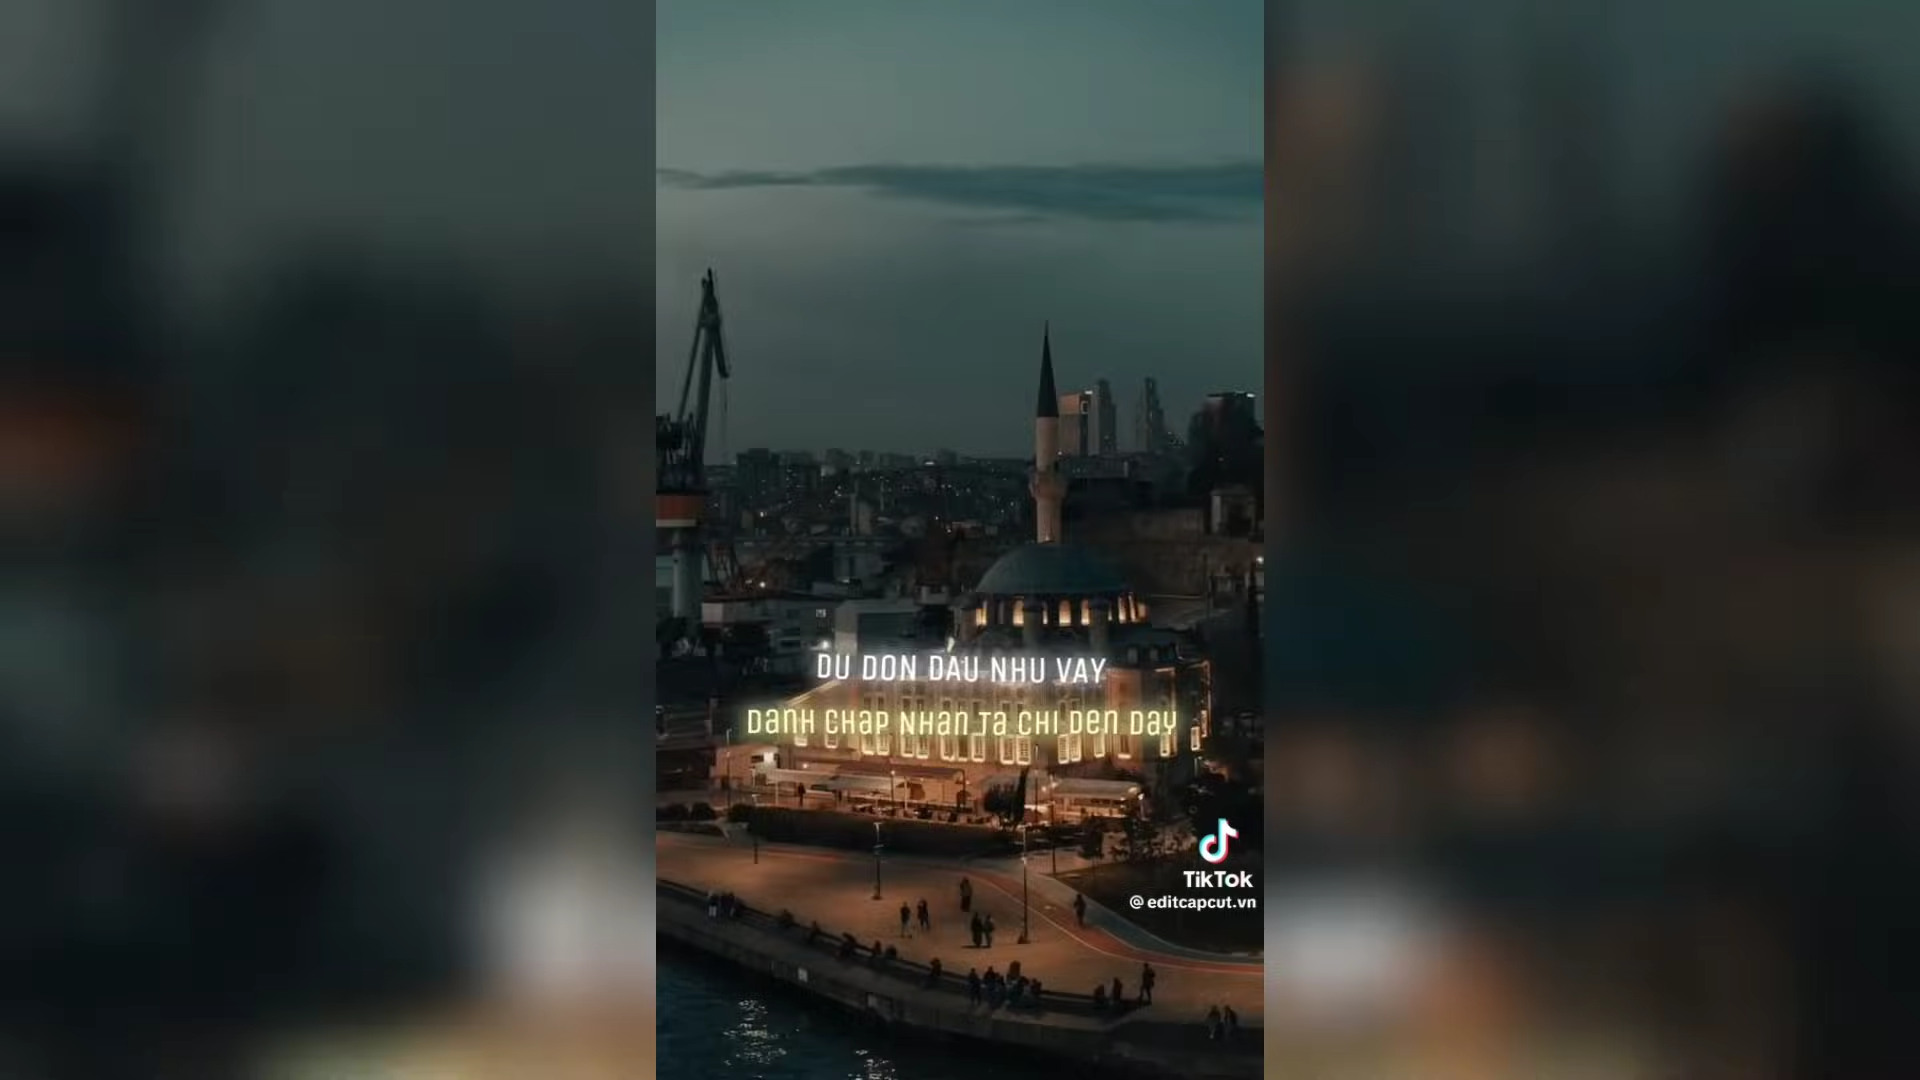 DU DON DAU NHU VAY
Danh Chap Nhan Ta Chi Den Day
TikTok
@editcapcut.vn